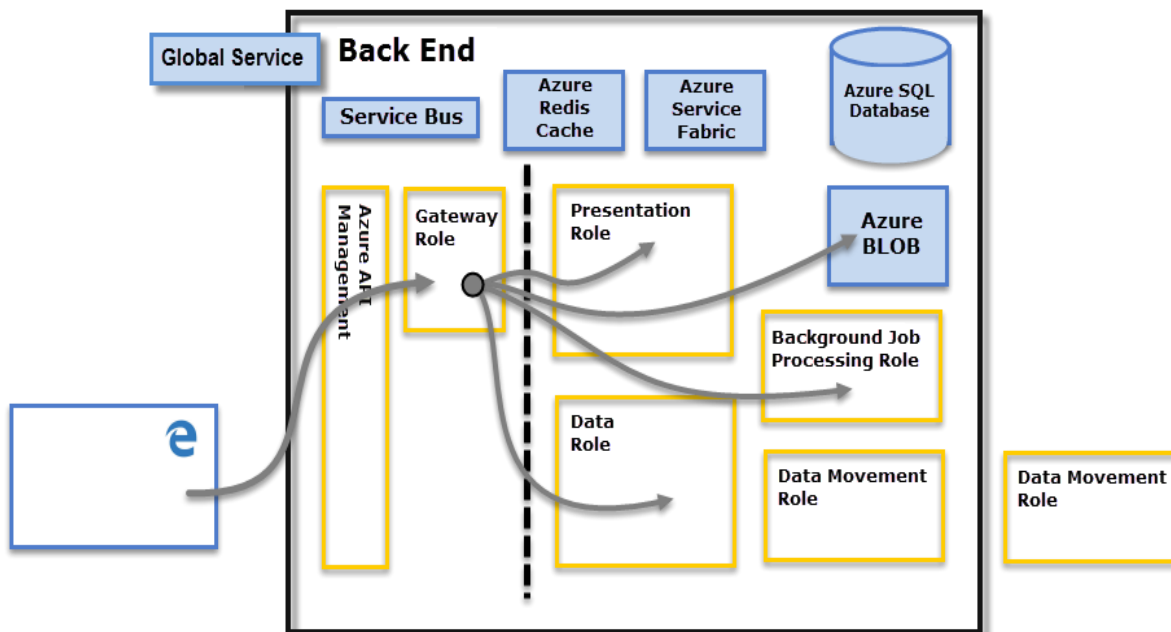 Global Service
Back End
Service Bus
Azure
Redis
Cache
Azure
Service
Fabric
Azure SQL
Database
Azure API
Management
Gateway
Role
Presentation
Role
Azure
BLOB
Background Job
Processing Role
Data
Role
Data Movement
Role
Data Movement
Role